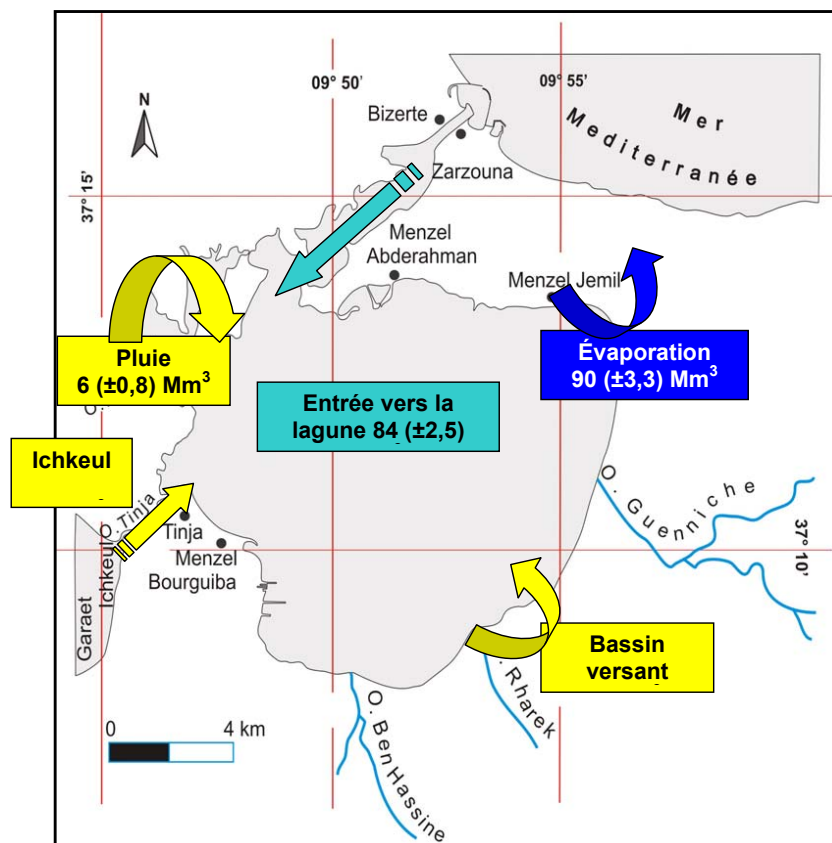 09° 50'
09° 55'
N
Bizerte
Mer
Mediterranée
Zarzouna
37° 15'
Menzel
Abderahman
Menzel Jemil
Pluie
6 (±0,8) Mm³
Évaporation
90 (±3,3) Mm³
Entrée vers la
lagune 84 (±2,5)
Ichkeul
O. Guenniche
O.Tinja
Tinja
Menzel
Bourguiba
37° 10'
Garaet
Ichkeul
Bassin
versant
Rharek
0 4 km
O. Ben Hassine